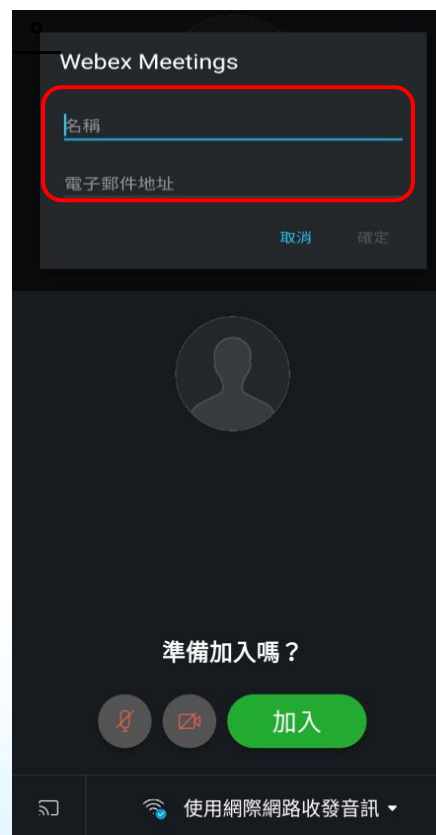 Webex Meetings
名稱
電子郵件地址
取消 確定
準備加入嗎？
加入
使用網際網路收發音訊